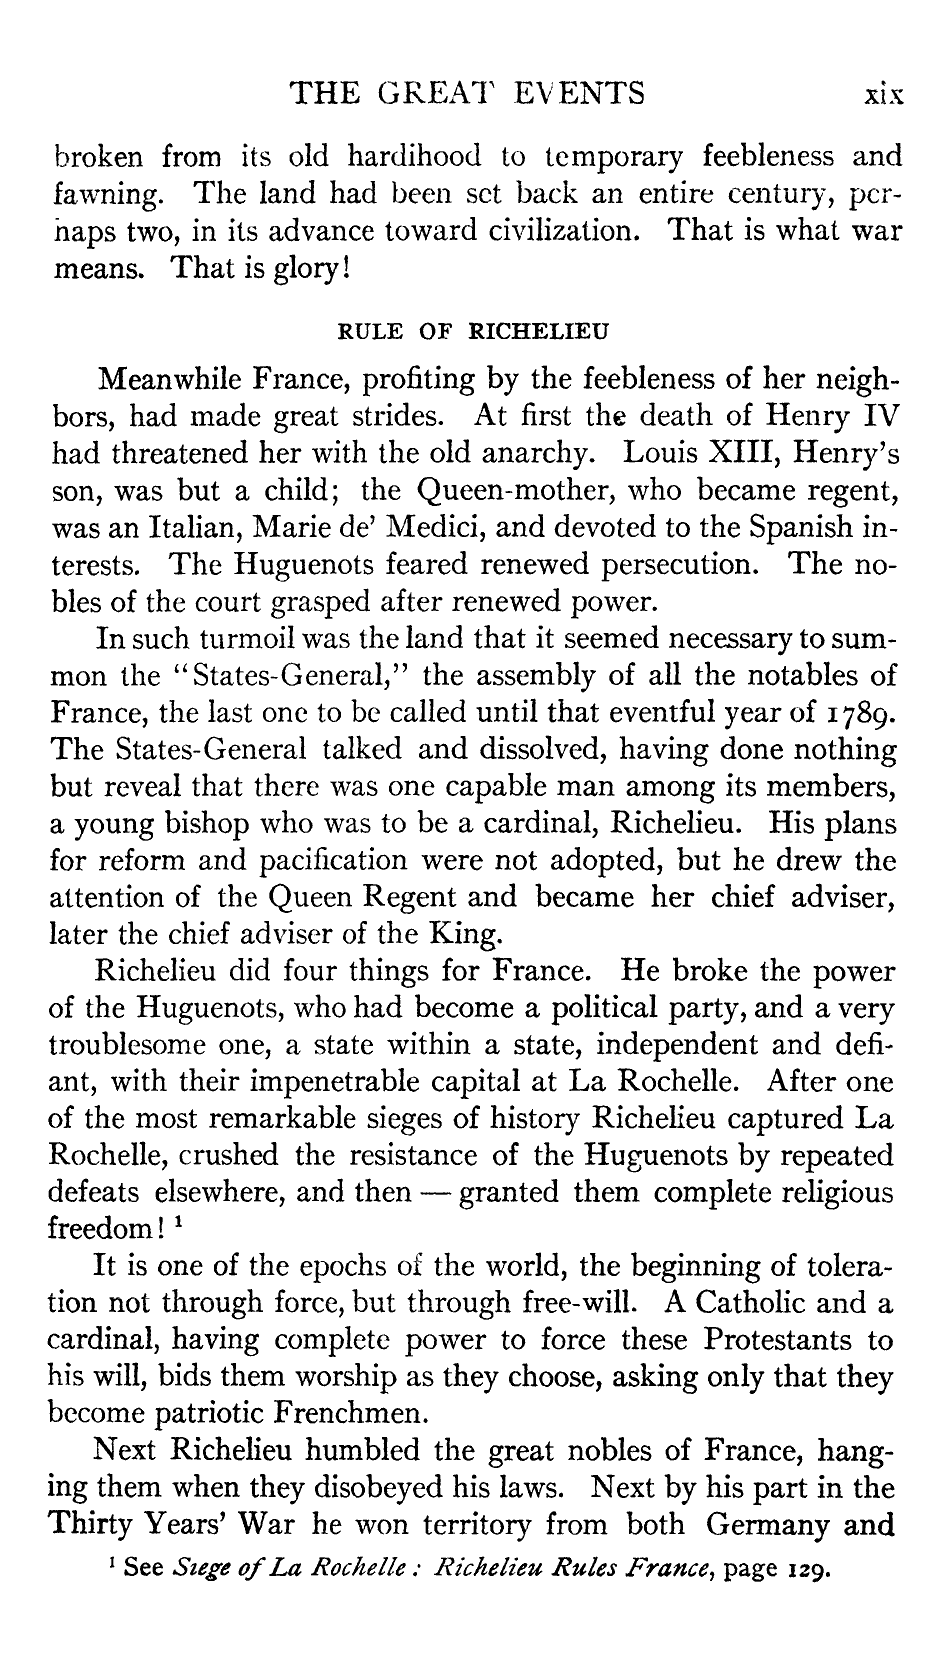 THE GREAT EVENTS xix
broken from its old hardihood to temporary feebleness and
fawning. The land had been set back an entire century, per-
haps two, in its advance toward civilization. That is what war
means. That is glory!
RULE OF RICHELIEU
Meanwhile France, profiting by the feebleness of her neigh-
bors, had made great strides. At first the death of Henry IV
had threatened her with the old anarchy. Louis XIII, Henry's
son, was but a child; the Queen-mother, who became regent,
was an Italian, Marie de' Medici, and devoted to the Spanish in-
terests. The Huguenots feared renewed persecution. The no-
bles of the court grasped after renewed power.
In such turmoil was the land that it seemed necessary to sum-
mon the "States-General," the assembly of all the notables of
France, the last one to be called until that eventful year of 1789.
The States-General talked and dissolved, having done nothing
but reveal that there was one capable man among its members,
a young bishop who was to be a cardinal, Richelieu. His plans
for reform and pacification were not adopted, but he drew the
attention of the Queen Regent and became her chief adviser,
later the chief adviser of the King.
Richelieu did four things for France. He broke the power
of the Huguenots, who had become a political party, and a very
troublesome one, a state within a state, independent and defi-
ant, with their impenetrable capital at La Rochelle. After one
of the most remarkable sieges of history Richelieu captured La
Rochelle, crushed the resistance of the Huguenots by repeated
defeats elsewhere, and then — granted them complete religious
freedom! ¹
It is one of the epochs of the world, the beginning of tolera-
tion not through force, but through free-will. A Catholic and a
cardinal, having complete power to force these Protestants to
his will, bids them worship as they choose, asking only that they
become patriotic Frenchmen.
Next Richelieu humbled the great nobles of France, hang-
ing them when they disobeyed his laws. Next by his part in the
Thirty Years' War he won territory from both Germany and
¹ See Siege of La Rochelle: Richelieu Rules France, page 129.